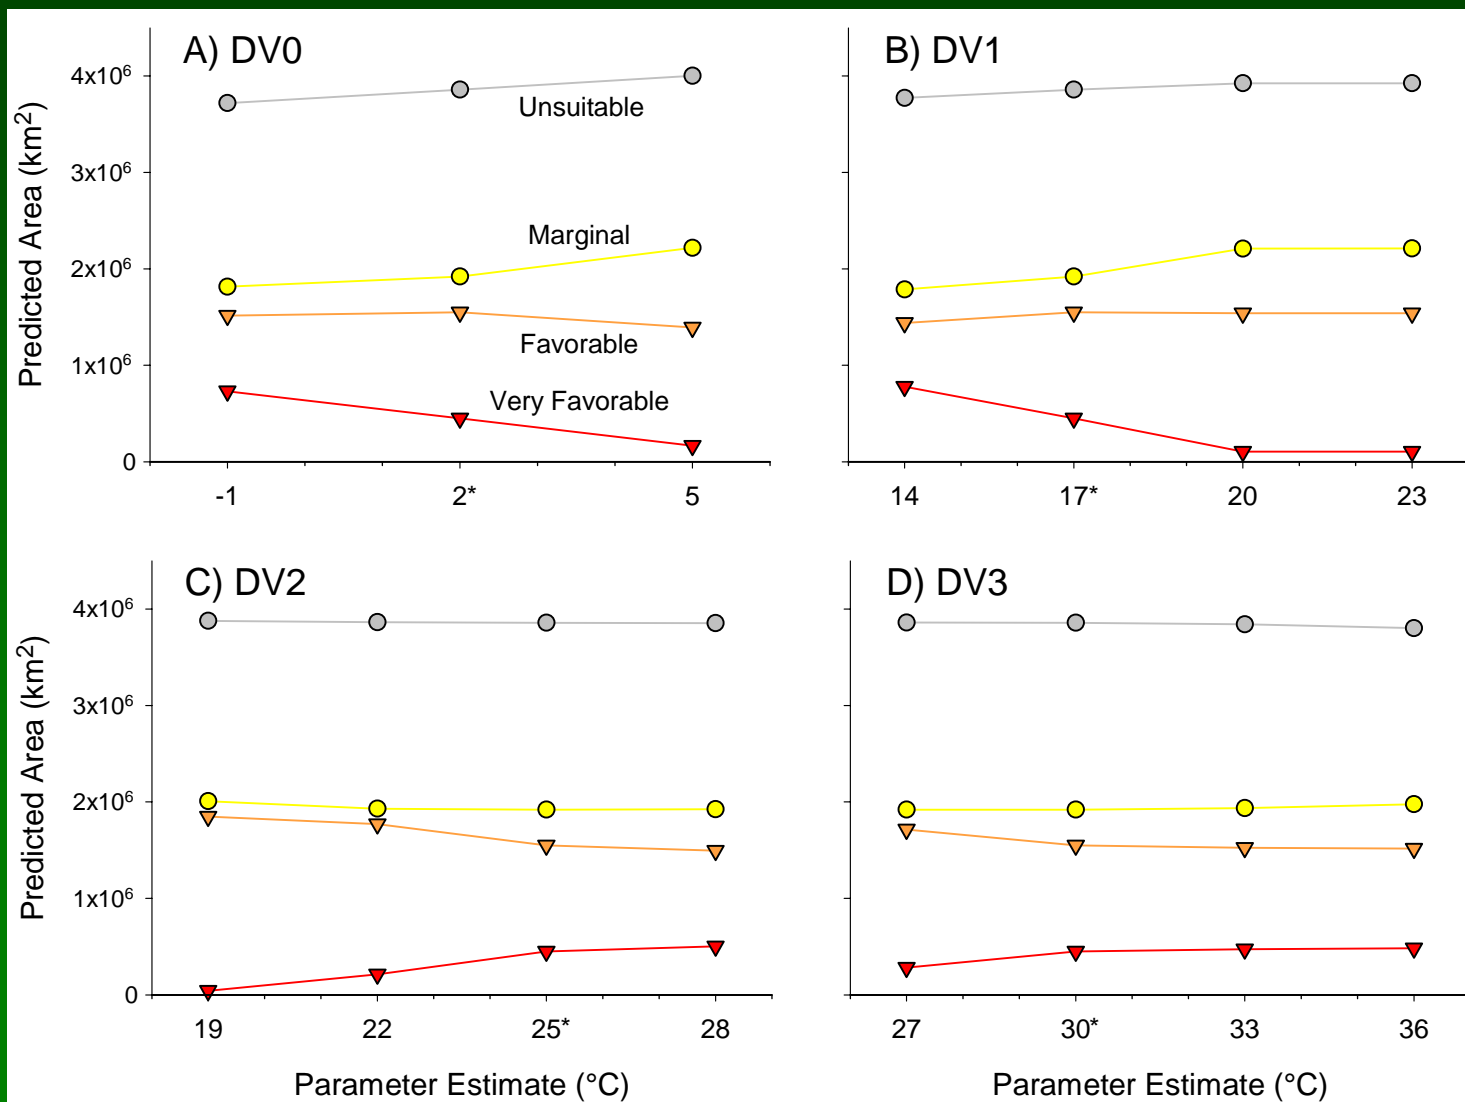 A) DV0
Predicted Area (km²)
4x10⁶
3x10⁶
2x10⁶
1x10⁶
0
Unsuitable
Marginal
Favorable
Very Favorable
-1 2* 5
B) DV1
14 17* 20 23
C) DV2
Predicted Area (km²)
4x10⁶
3x10⁶
2x10⁶
1x10⁶
0
19 22 25* 28
Parameter Estimate (°C)
D) DV3
27 30* 33 36
Parameter Estimate (°C)